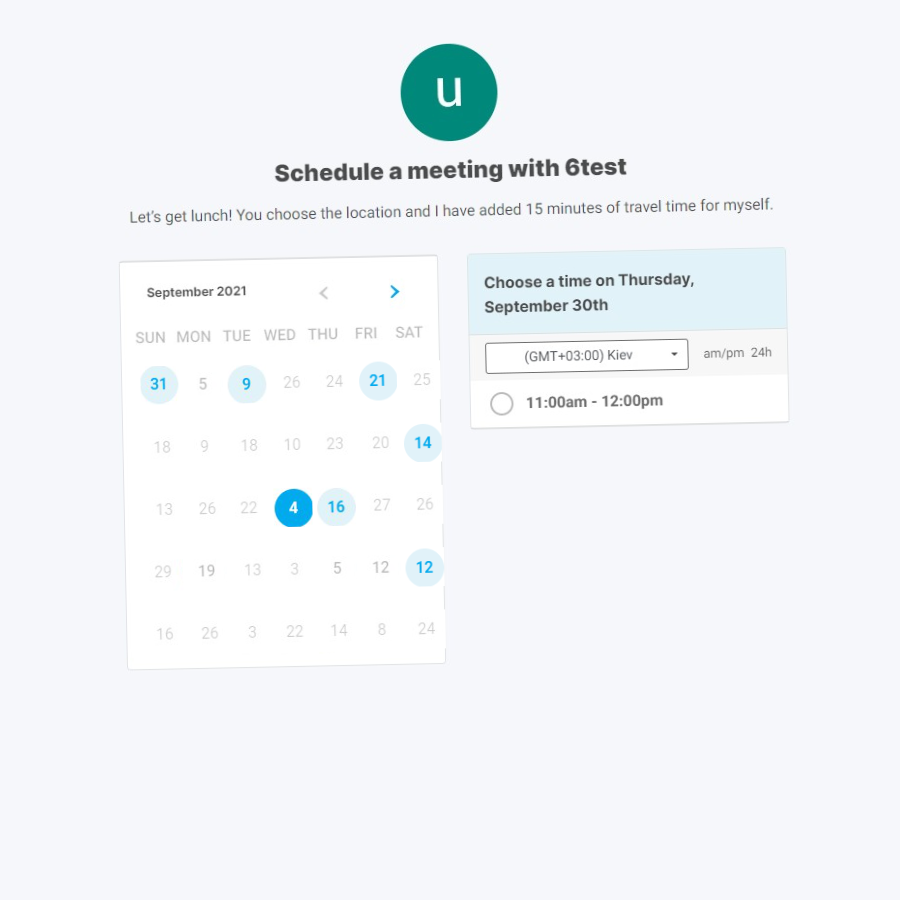 u
Schedule a meeting with 6test
Let's get lunch! You choose the location and I have added 15 minutes of travel time for myself.
September 2021
SUN MON TUE WED THU FRI SAT
31 5 9 26 24 21 25
18 9 18 10 23 20 14
13 26 22 4 16 27 26
29 19 13 3 5 12 12
16 26 3 22 14 8 24
Choose a time on Thursday,
September 30th
(GMT+03:00) Kiev am/pm 24h
11:00am - 12:00pm